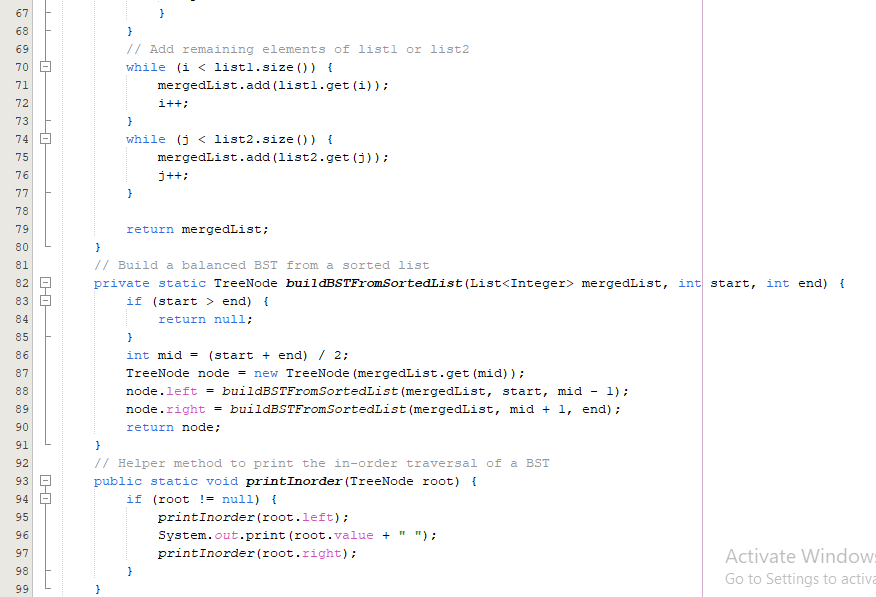 67 }
68 }
69 // Add remaining elements of list1 or list2
70 while (i < list1.size()) {
71 mergedList.add(list1.get(i));
72 i++;
73 }
74 while (j < list2.size()) {
75 mergedList.add(list2.get(j));
76 j++;
77 }
78
79 return mergedList;
80 }
81 // Build a balanced BST from a sorted list
82 private static TreeNode buildBSTFromSortedList(List<Integer> mergedList, int start, int end) {
83 if (start > end) {
84 return null;
85 }
86 int mid = (start + end) / 2;
87 TreeNode node = new TreeNode(mergedList.get(mid));
88 node.left = buildBSTFromSortedList(mergedList, start, mid - 1);
89 node.right = buildBSTFromSortedList(mergedList, mid + 1, end);
90 return node;
91 }
92 // Helper method to print the in-order traversal of a BST
93 public static void printInorder(TreeNode root) {
94 if (root != null) {
95 printInorder(root.left);
96 System.out.print(root.value + " ");
97 printInorder(root.right);
98 }
99 }
Activate Windows
Go to Settings to activa